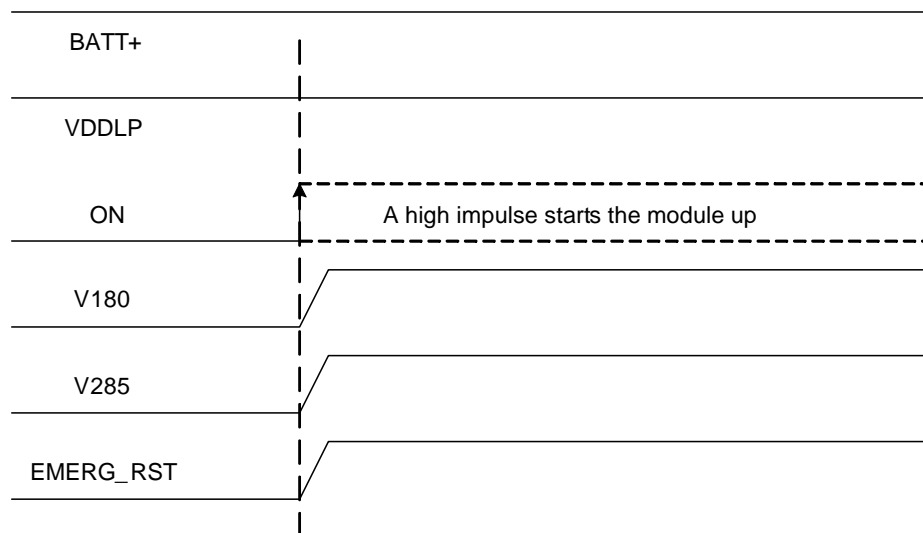 BATT+
VDDLP
ON
A high impulse starts the module up
V180
V285
EMERG_RST